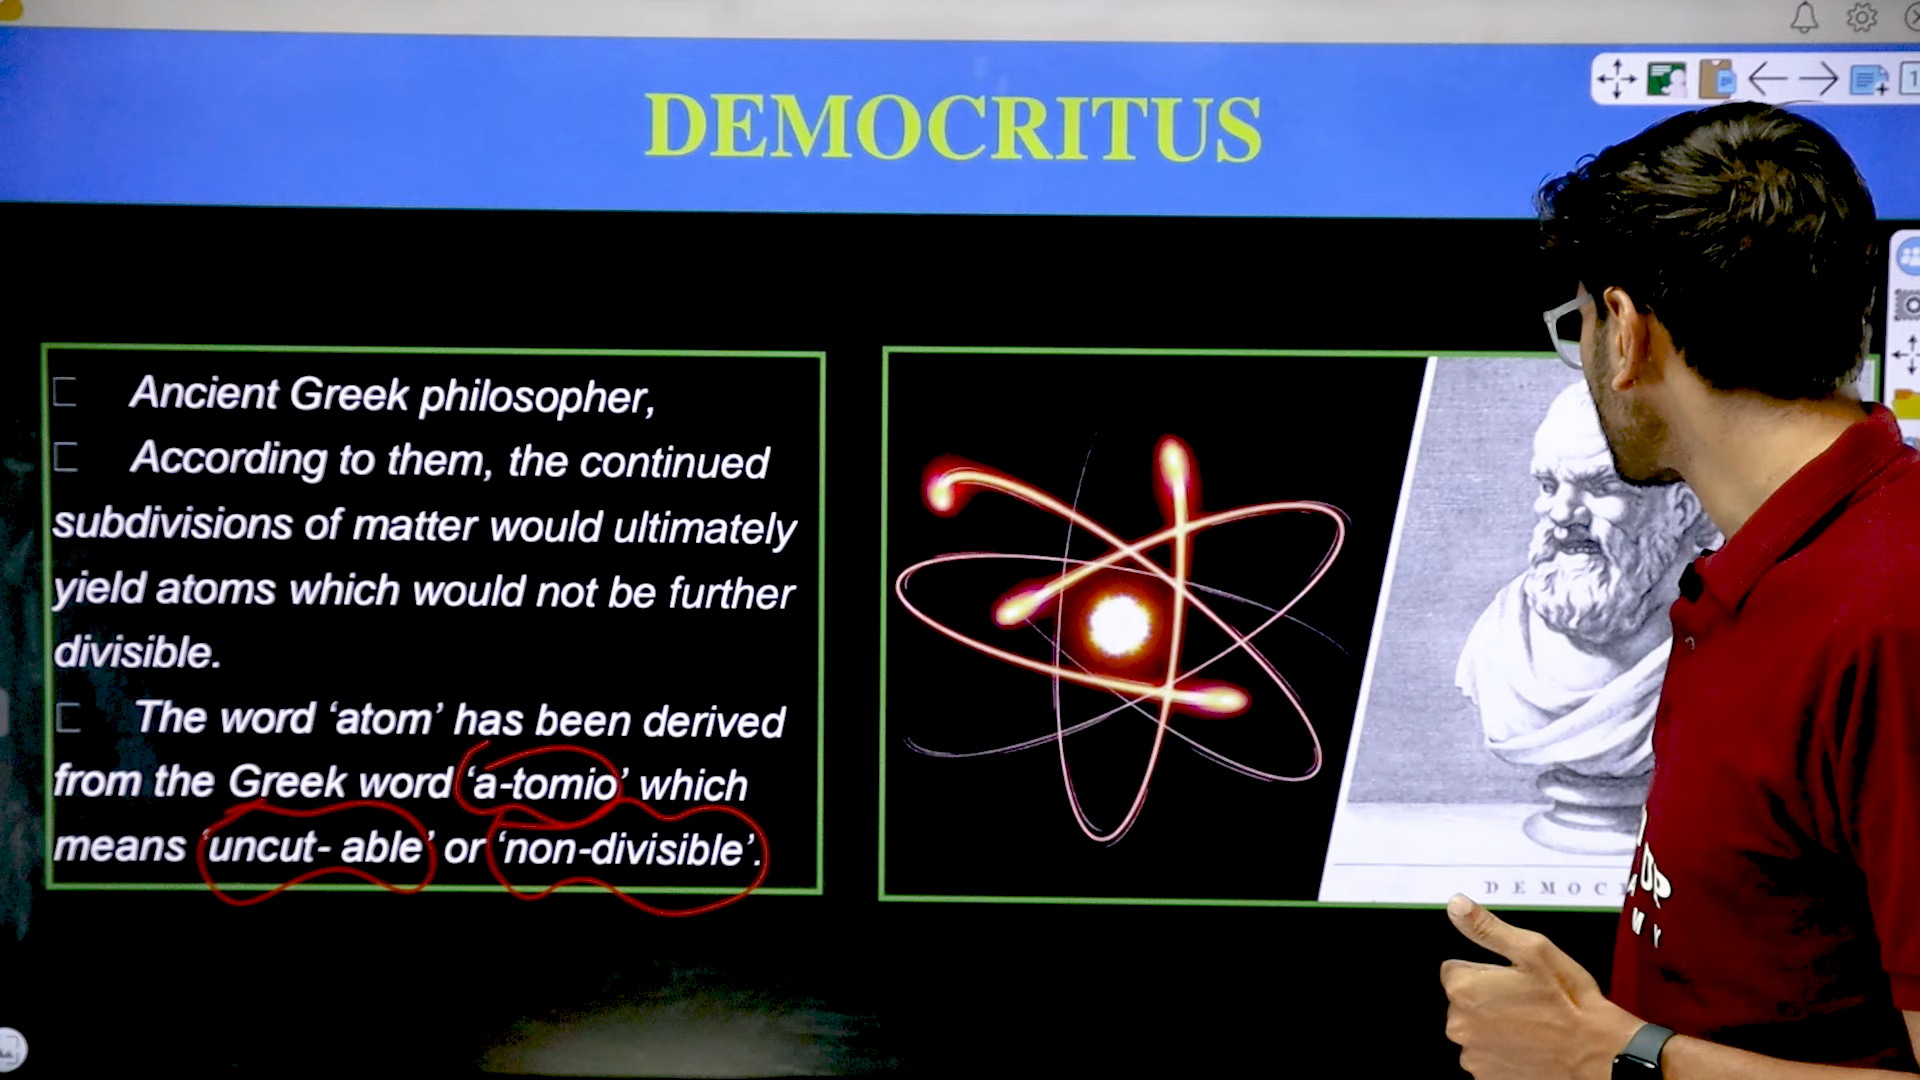 DEMOCRITUS
Ancient Greek philosopher,
According to them, the continued
subdivisions of matter would ultimately
yield atoms which would not be further
divisible.
The word ‘atom’ has been derived
from the Greek word ‘a-tomio’ which
means ‘uncut- able’ or ‘non-divisible’.